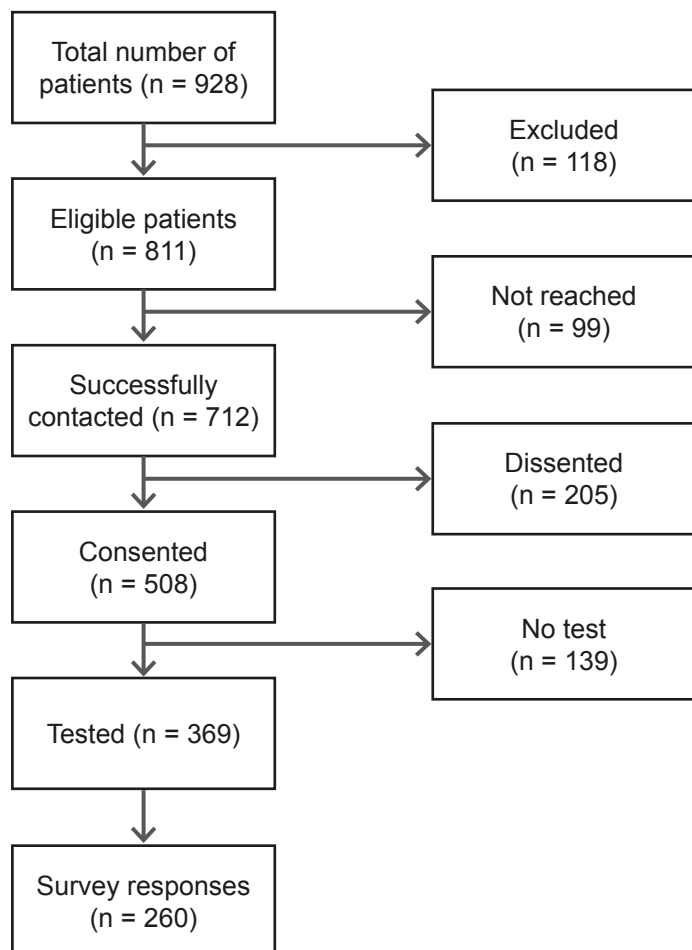 Total number of
patients (n = 928)
Excluded
(n = 118)
Eligible patients
(n = 811)
Not reached
(n = 99)
Successfully
contacted (n = 712)
Dissented
(n = 205)
Consented
(n = 508)
No test
(n = 139)
Tested (n = 369)
Survey responses
(n = 260)